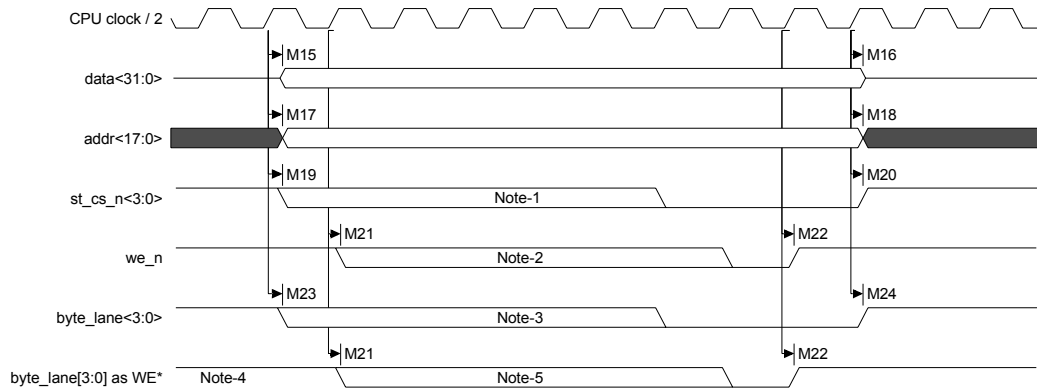 CPU clock / 2
M15 M16
data<31:0>
M17 M18
addr<17:0>
M19 M20
st_cs_n<3:0> Note-1
M21 M22
we_n Note-2
M23 M24
byte_lane<3:0> Note-3
M21 M22
byte_lane[3:0] as WE* Note-4 Note-5